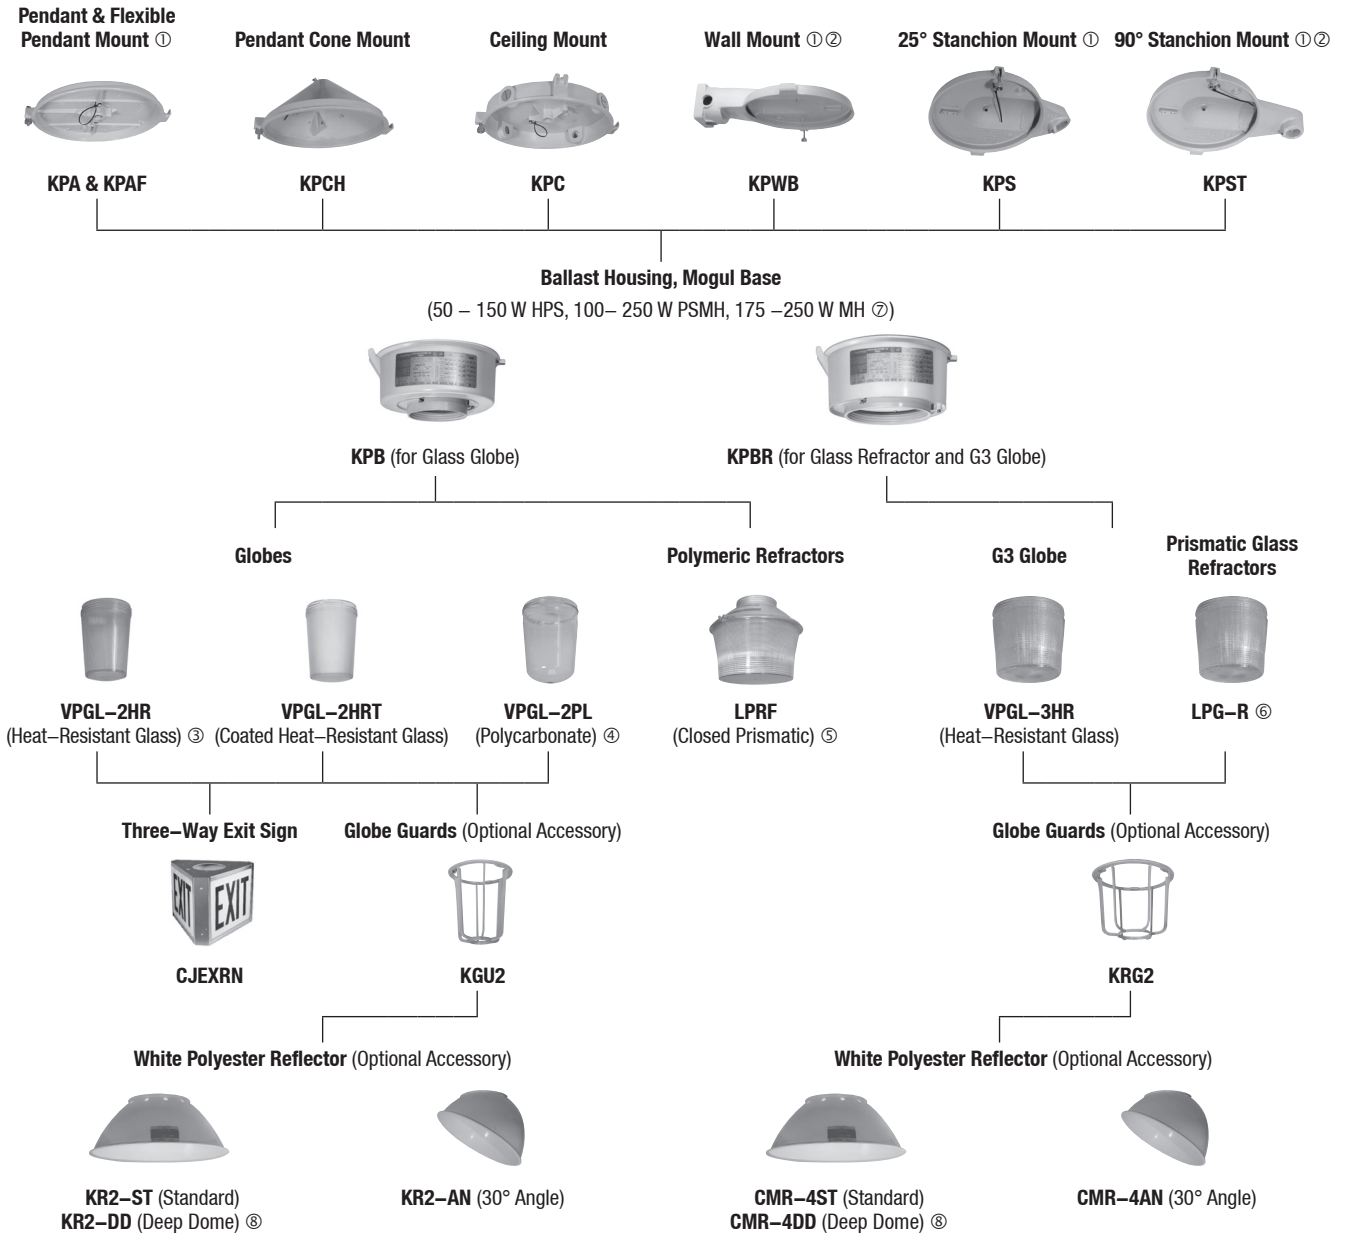 Pendant & Flexible
Pendant Mount ①
Pendant Cone Mount
Ceiling Mount
Wall Mount ①②
25° Stanchion Mount ①
90° Stanchion Mount ①②
KPA & KPAF
KPCH
KPC
KPWB
KPS
KPST
Ballast Housing, Mogul Base
(50 – 150 W HPS, 100– 250 W PSMH, 175 –250 W MH ⑦)
KPB (for Glass Globe)
KPBR (for Glass Refractor and G3 Globe)
Globes
Polymeric Refractors
G3 Globe
Prismatic Glass
Refractors
VPGL–2HR
(Heat–Resistant Glass) ③
VPGL–2HRT
(Coated Heat–Resistant Glass)
VPGL–2PL
(Polycarbonate) ④
LPRF
(Closed Prismatic) ⑤
VPGL–3HR
(Heat–Resistant Glass)
LPG–R ⑥
Three–Way Exit Sign
Globe Guards (Optional Accessory)
Globe Guards (Optional Accessory)
EXIT
EXIT
CJEXRN
KGU2
KRG2
White Polyester Reflector (Optional Accessory)
White Polyester Reflector (Optional Accessory)
KR2–ST (Standard)
KR2–DD (Deep Dome) ⑧
KR2–AN (30° Angle)
CMR–4ST (Standard)
CMR–4DD (Deep Dome) ⑧
CMR–4AN (30° Angle)